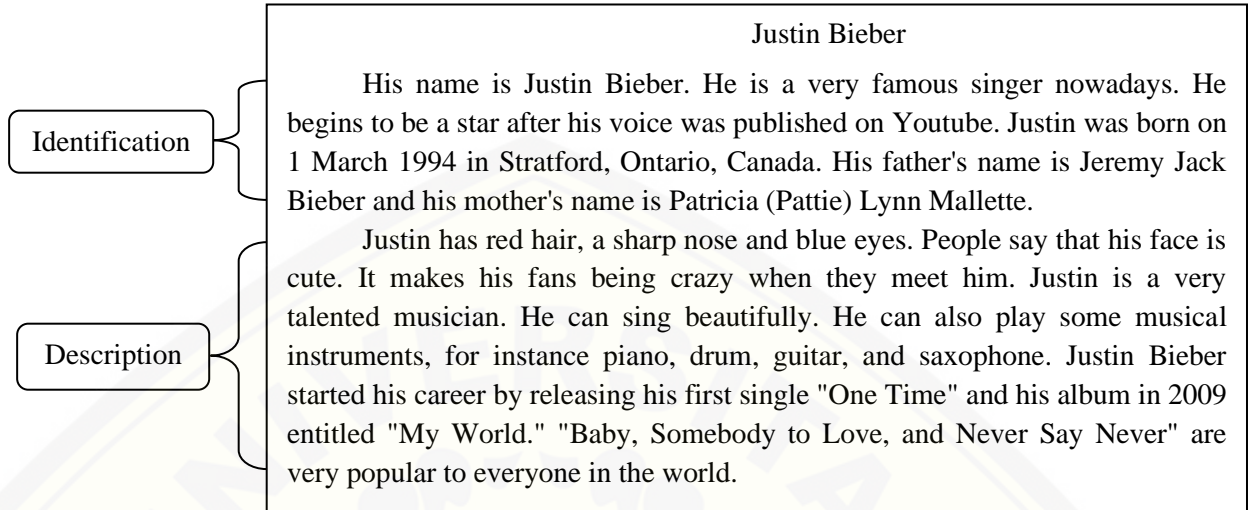 Justin Bieber
Identification
His name is Justin Bieber. He is a very famous singer nowadays. He
begins to be a star after his voice was published on Youtube. Justin was born on
1 March 1994 in Stratford, Ontario, Canada. His father's name is Jeremy Jack
Bieber and his mother's name is Patricia (Pattie) Lynn Mallette.
Description
Justin has red hair, a sharp nose and blue eyes. People say that his face is
cute. It makes his fans being crazy when they meet him. Justin is a very
talented musician. He can sing beautifully. He can also play some musical
instruments, for instance piano, drum, guitar, and saxophone. Justin Bieber
started his career by releasing his first single "One Time" and his album in 2009
entitled "My World." "Baby, Somebody to Love, and Never Say Never" are
very popular to everyone in the world.